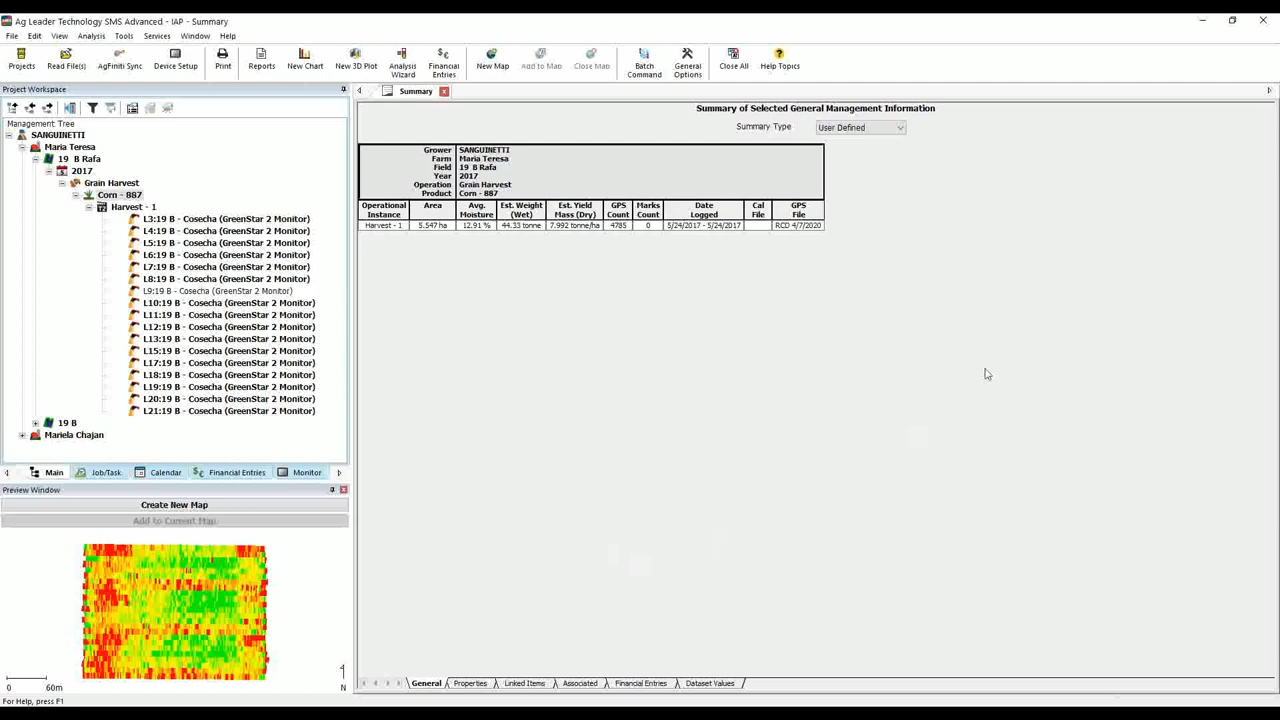 Ag Leader Technology SMS Advanced - IAP - Summary
File Edit View Analysis Tools Services Window Help
Projects Read File(s) AgFiniti Sync Device Setup Print Reports New Chart New 3D Plot Analysis Wizard Financial Entries New Map Add to Map Close Map Batch Command General Options Close All Help Topics
Project Workspace
Summary
Management Tree
SANGUINETTI
Maria Teresa
19 B Rafa
2017
Grain Harvest
Corn - 887
Harvest - 1
L3:19 B - Cosecha (GreenStar 2 Monitor)
L4:19 B - Cosecha (GreenStar 2 Monitor)
L5:19 B - Cosecha (GreenStar 2 Monitor)
L6:19 B - Cosecha (GreenStar 2 Monitor)
L7:19 B - Cosecha (GreenStar 2 Monitor)
L8:19 B - Cosecha (GreenStar 2 Monitor)
L9:19 B - Cosecha (GreenStar 2 Monitor)
L10:19 B - Cosecha (GreenStar 2 Monitor)
L11:19 B - Cosecha (GreenStar 2 Monitor)
L12:19 B - Cosecha (GreenStar 2 Monitor)
L13:19 B - Cosecha (GreenStar 2 Monitor)
L15:19 B - Cosecha (GreenStar 2 Monitor)
L17:19 B - Cosecha (GreenStar 2 Monitor)
L18:19 B - Cosecha (GreenStar 2 Monitor)
L19:19 B - Cosecha (GreenStar 2 Monitor)
L20:19 B - Cosecha (GreenStar 2 Monitor)
L21:19 B - Cosecha (GreenStar 2 Monitor)
19 B
Mariela Chajan
Main Job/Task Calendar Financial Entries Monitor
Preview Window
Create New Map
Add to Current Map
0 60m N
Summary of Selected General Management Information
Summary Type User Defined
Grower SANGUINETTI
Farm Maria Teresa
Field 19 B Rafa
Year 2017
Operation Grain Harvest
Product Corn - 887
Operational Instance Area Avg. Moisture Est. Weight (Wet) Est. Yield Mass (Dry) GPS Count Marks Count Date Logged Cal File GPS File
Harvest - 1 5.547 ha 12.91 % 44.33 tonne 7.992 tonne/ha 4785 0 5/24/2017 - 5/24/2017 RCD 4/7/2020
General Properties Linked Items Associated Financial Entries Dataset Values
For Help, press F1